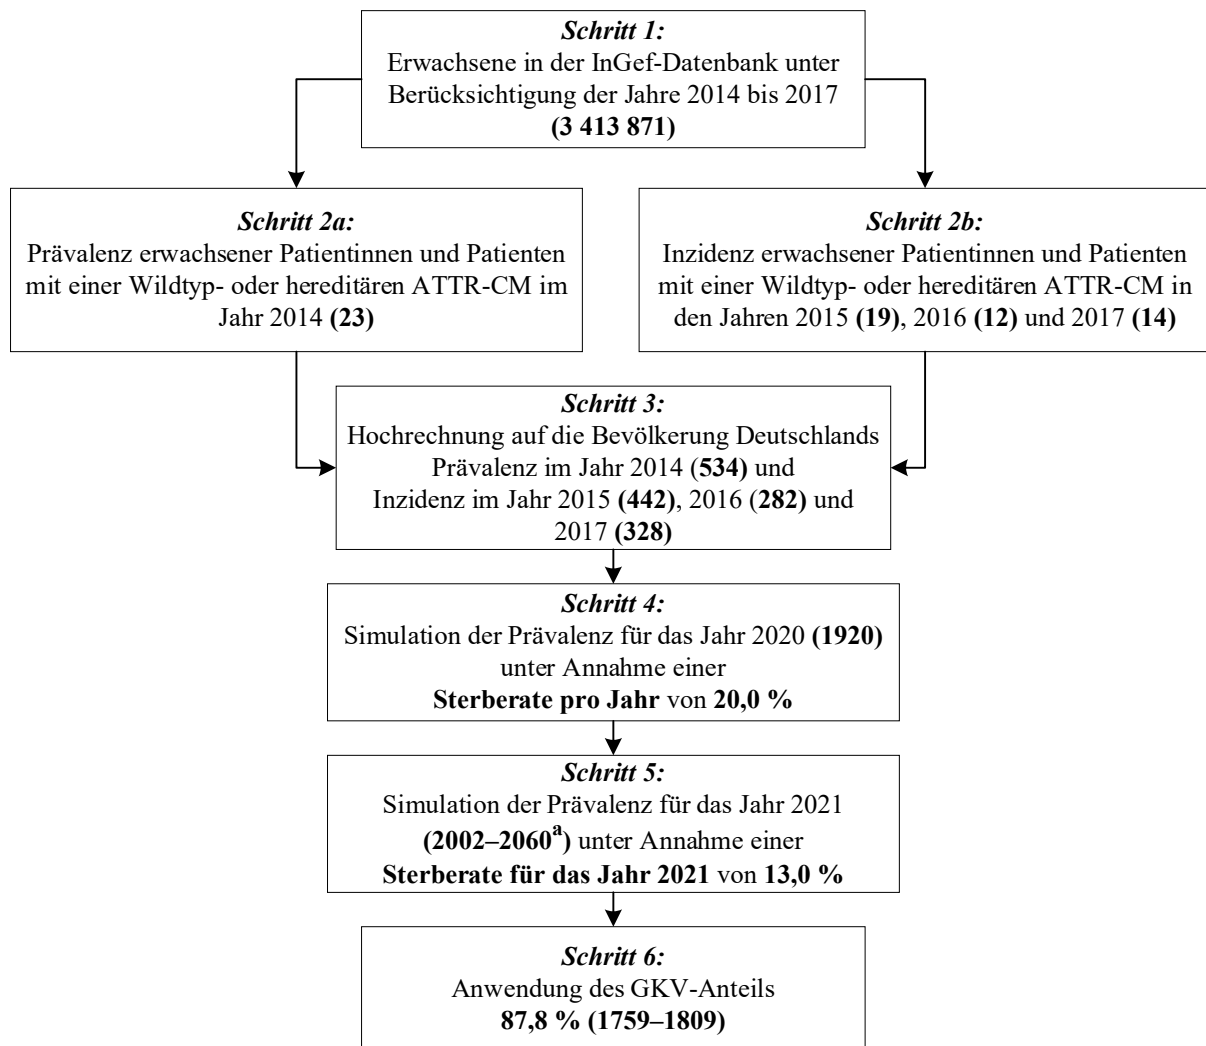 Schritt 1:
Erwachsene in der InGef-Datenbank unter
Berücksichtigung der Jahre 2014 bis 2017
(3 413 871)
Schritt 2a:
Prävalenz erwachsener Patientinnen und Patienten
mit einer Wildtyp- oder hereditären ATTR-CM im
Jahr 2014 (23)
Schritt 2b:
Inzidenz erwachsener Patientinnen und Patienten
mit einer Wildtyp- oder hereditären ATTR-CM in
den Jahren 2015 (19), 2016 (12) und 2017 (14)
Schritt 3:
Hochrechnung auf die Bevölkerung Deutschlands
Prävalenz im Jahr 2014 (534) und
Inzidenz im Jahr 2015 (442), 2016 (282) und
2017 (328)
Schritt 4:
Simulation der Prävalenz für das Jahr 2020 (1920)
unter Annahme einer
Sterberate pro Jahr von 20,0 %
Schritt 5:
Simulation der Prävalenz für das Jahr 2021
(2002–2060ª) unter Annahme einer
Sterberate für das Jahr 2021 von 13,0 %
Schritt 6:
Anwendung des GKV-Anteils
87,8 % (1759–1809)